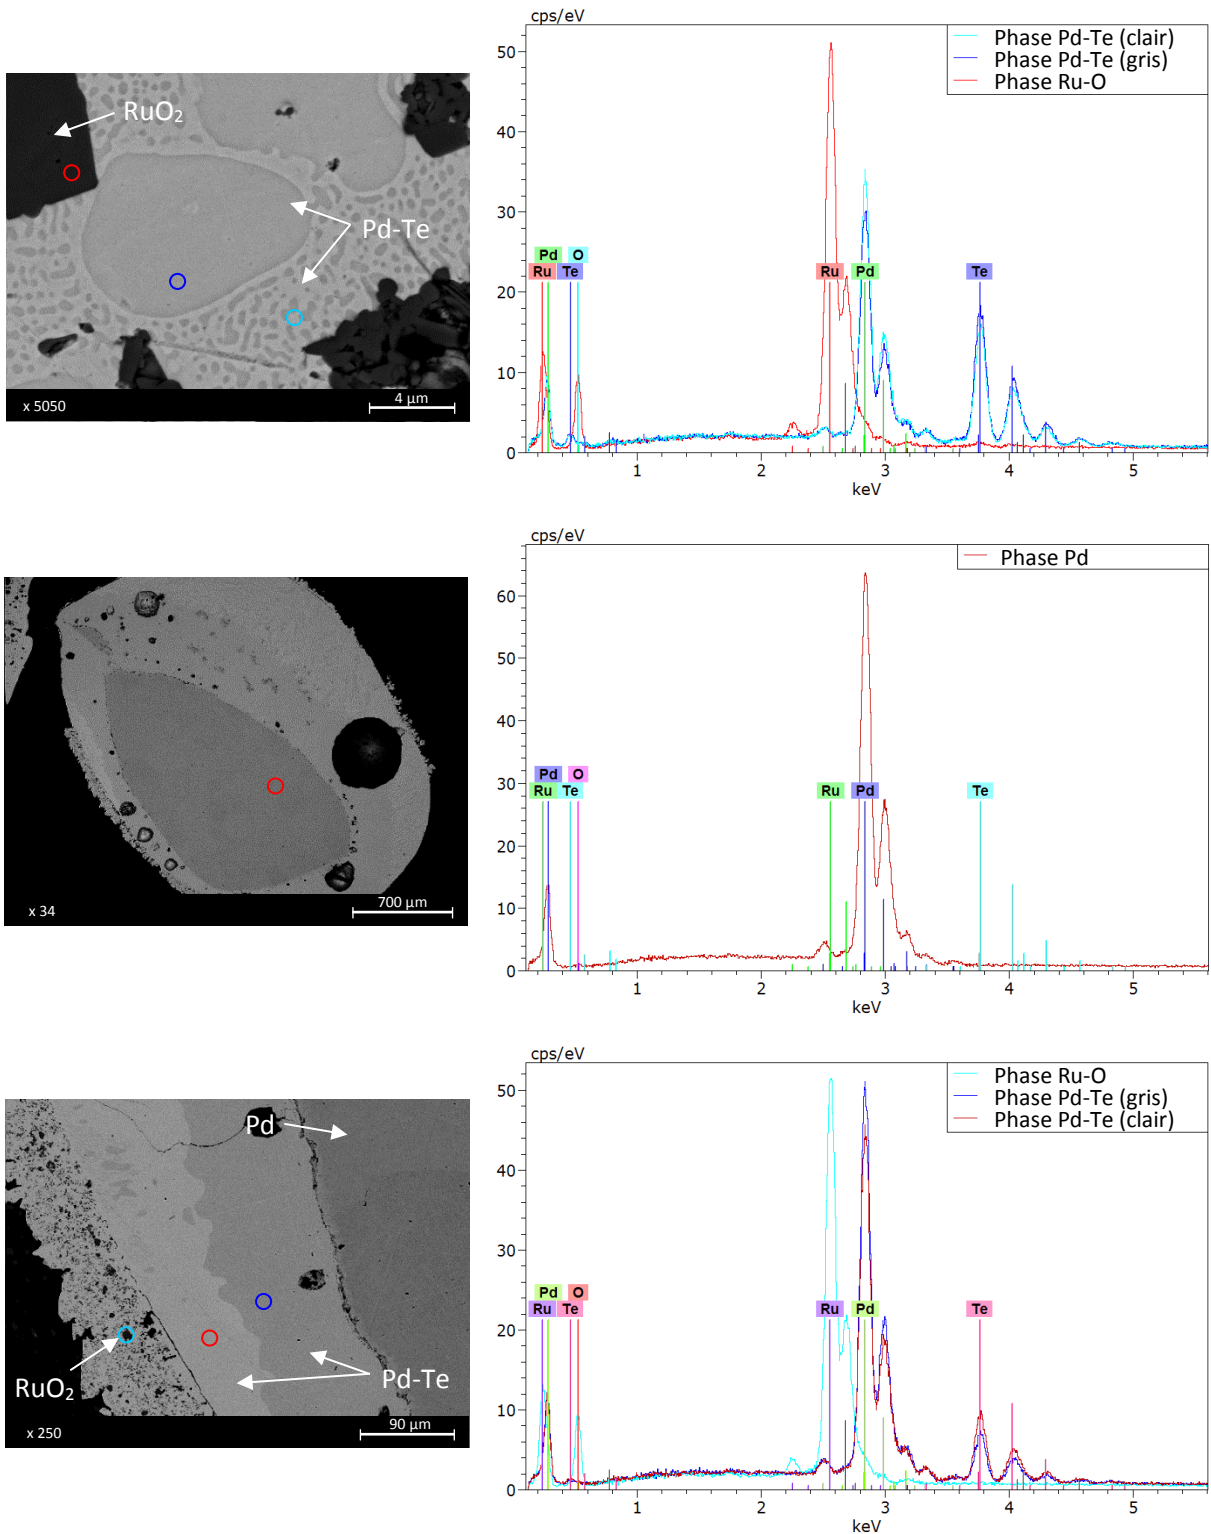 cps/eV
Phase Pd-Te (clair)
Phase Pd-Te (gris)
Phase Ru-O
50
40
30
20
10
0
Pd O
Ru Te Ru Pd Te
1 2 3 4 5
keV
RuO₂
Pd-Te
x 5050
4 µm
cps/eV
Phase Pd
60
50
40
30
20
10
0
Pd O
Ru Te Ru Pd Te
1 2 3 4 5
keV
x 34
700 µm
cps/eV
Phase Ru-O
Phase Pd-Te (gris)
Phase Pd-Te (clair)
50
40
30
20
10
0
Pd O
Ru Te Ru Pd Te
1 2 3 4 5
keV
Pd
RuO₂
Pd-Te
x 250
90 µm